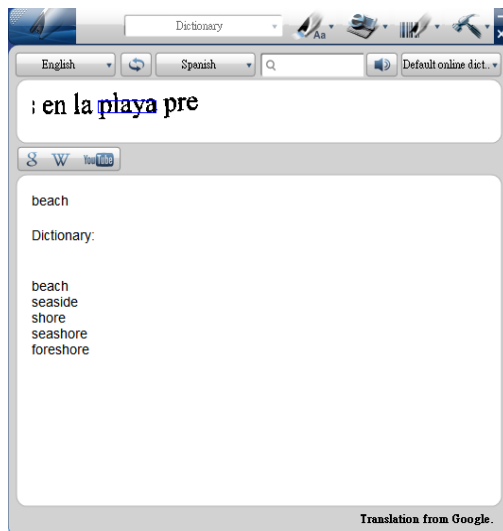 Dictionary
Aa
English Spanish Default online dict..
en la playa pre
g W YouTube
beach
Dictionary:
beach
seaside
shore
seashore
foreshore
Translation from Google.